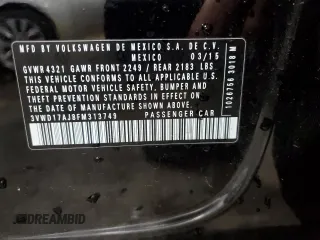 MFD BY VOLKSWAGEN DE MEXICO S.A. DE C.V.
MEXICO 03/15
GVWR 4321 GAWR FRONT 2249 / REAR 2183 LBS
THIS VEHICLE CONFORMS TO ALL APPLICABLE U.S.
FEDERAL MOTOR VEHICLE SAFETY, BUMPER AND
THEFT PREVENTION STANDARDS IN EFFECT ON
THE DATE OF MANUFACTURE SHOWN ABOVE.
3VWD17AJ8FM313749 PASSENGER CAR
1026756 3018 M
DREAMBID